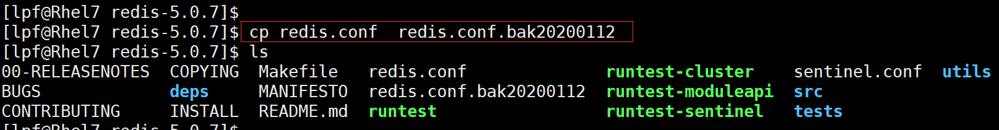 [lpf@Rhel7 redis-5.0.7]$
[lpf@Rhel7 redis-5.0.7]$ cp redis.conf  redis.conf.bak20200112
[lpf@Rhel7 redis-5.0.7]$ ls
00-RELEASENOTES  COPYING  Makefile   redis.conf              runtest-cluster    sentinel.conf  utils
BUGS             deps     MANIFESTO  redis.conf.bak20200112  runtest-moduleapi  src
CONTRIBUTING     INSTALL  README.md  runtest                 runtest-sentinel   tests
[lpf@Rhel7 redis-5.0.7]$